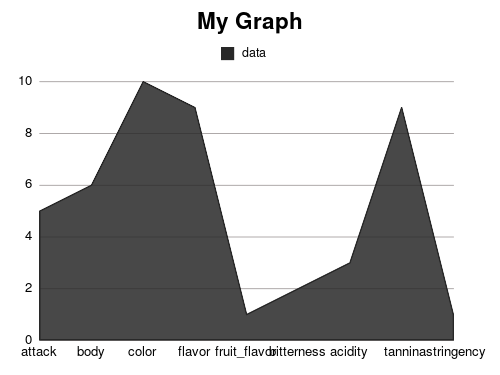 My Graph
data
10
8
6
4
2
0
attack body color flavor fruit_flavor bitterness acidity tannin astringency